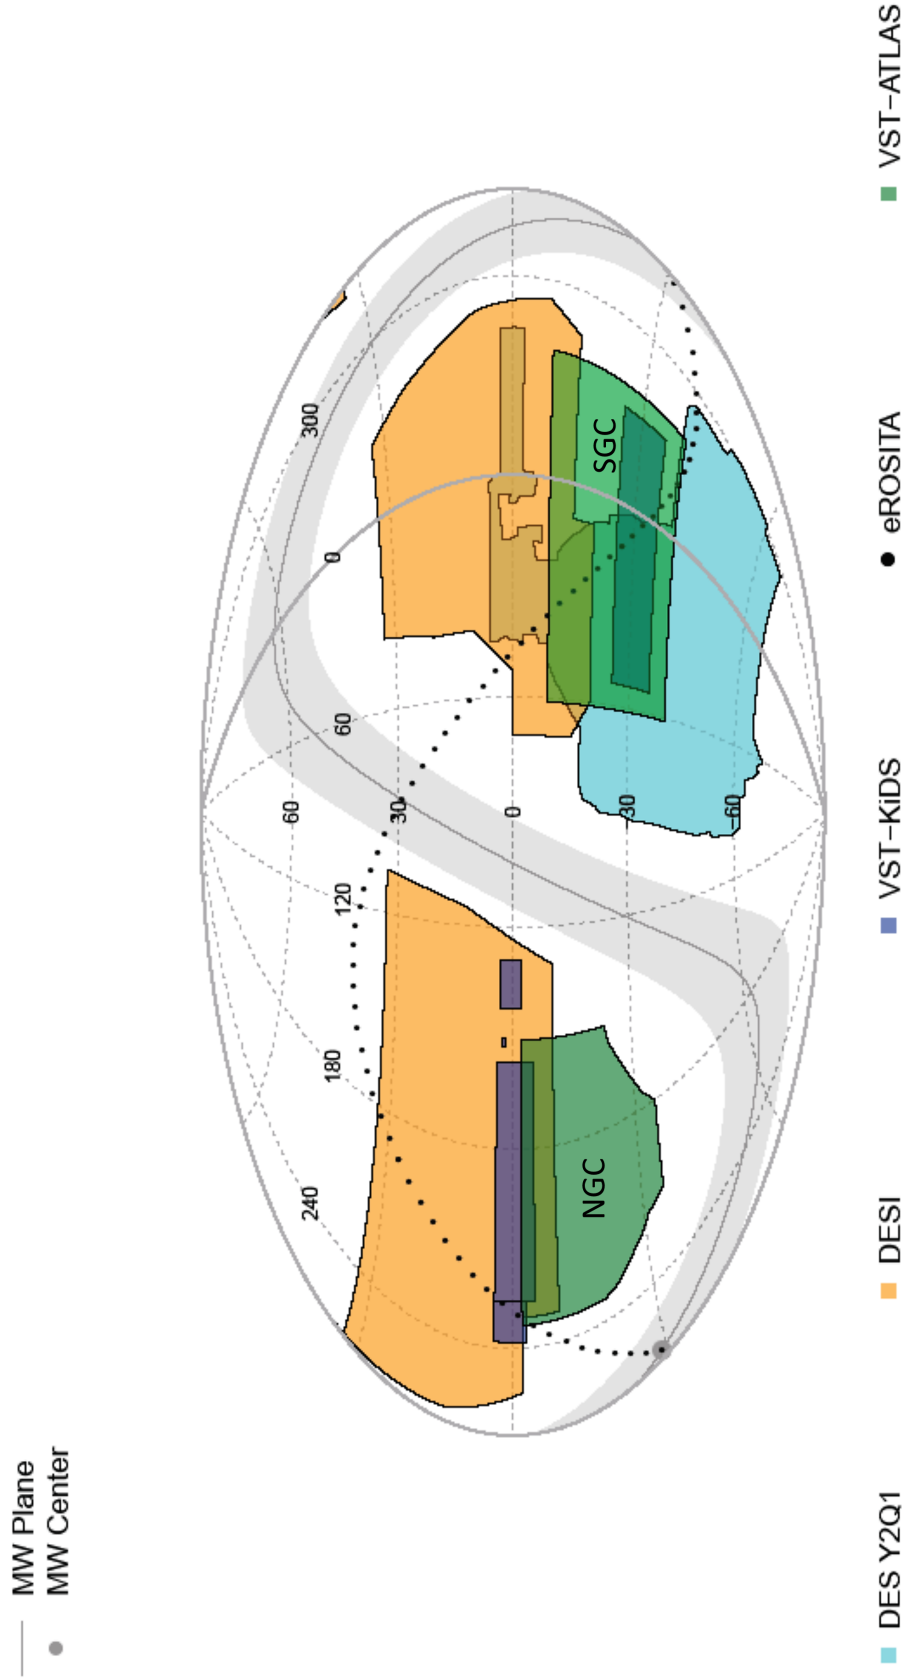 MW Plane
MW Center
240
180
120
60
0
300
60
30
0
-30
-60
NGC
SGC
DES Y2Q1
DESI
VST-KiDS
eROSITA
VST-ATLAS